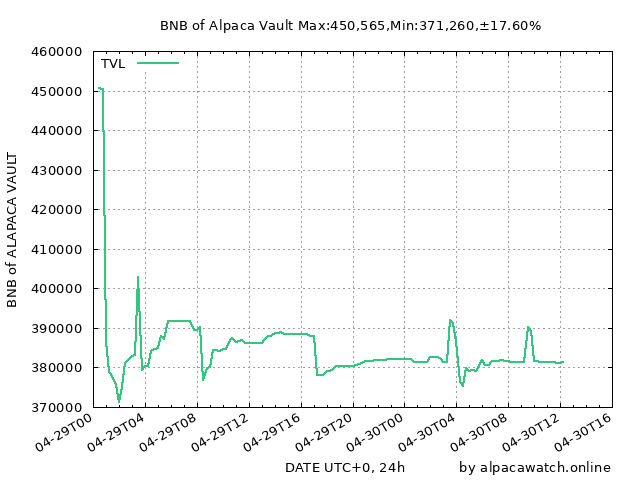 BNB of Alpaca Vault Max:450,565,Min:371,260,±17.60%
460000
TVL
450000
440000
430000
420000
410000
400000
390000
380000
370000
BNB of ALAPACA VAULT
04-29T00
04-29T04
04-29T08
04-29T12
04-29T16
04-29T20
04-30T00
04-30T04
04-30T08
04-30T12
04-30T16
DATE UTC+0, 24h
by alpacawatch.online